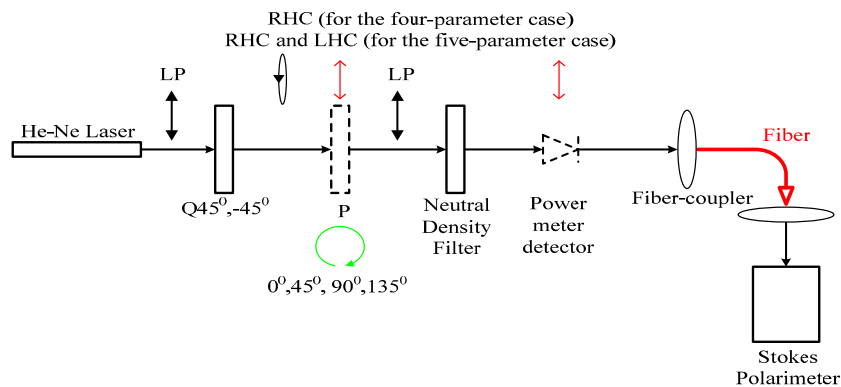 RHC (for the four-parameter case)
RHC and LHC (for the five-parameter case)
LP
LP
He-Ne Laser
Fiber
Q45⁰,-45⁰
P
Neutral
Density
Filter
Power
meter
detector
Fiber-coupler
0⁰,45⁰, 90⁰,135⁰
Stokes
Polarimeter